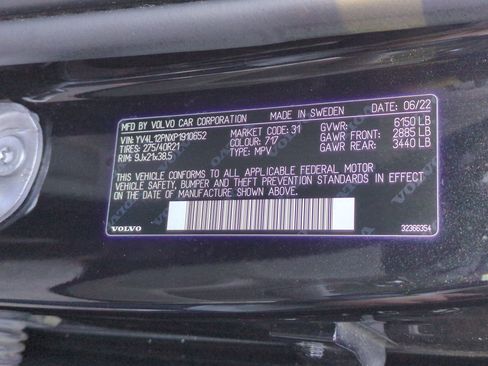 MFD BY VOLVO CAR CORPORATION MADE IN SWEDEN DATE: 06/22
VIN: YV4L12PNXP1910652 MARKET CODE: 31 GVWR: 6150 LB
TIRES: 275/40R21 COLOUR: 717 GAWR FRONT: 2885 LB
RIM: 9Jx21x38.5 TYPE: MPV GAWR REAR: 3440 LB
THIS VEHICLE CONFORMS TO ALL APPLICABLE FEDERAL MOTOR
VEHICLE SAFETY, BUMPER AND THEFT PREVENTION STANDARDS IN EFFECT
ON THE DATE OF MANUFACTURE SHOWN ABOVE.
VOLVO 32366354